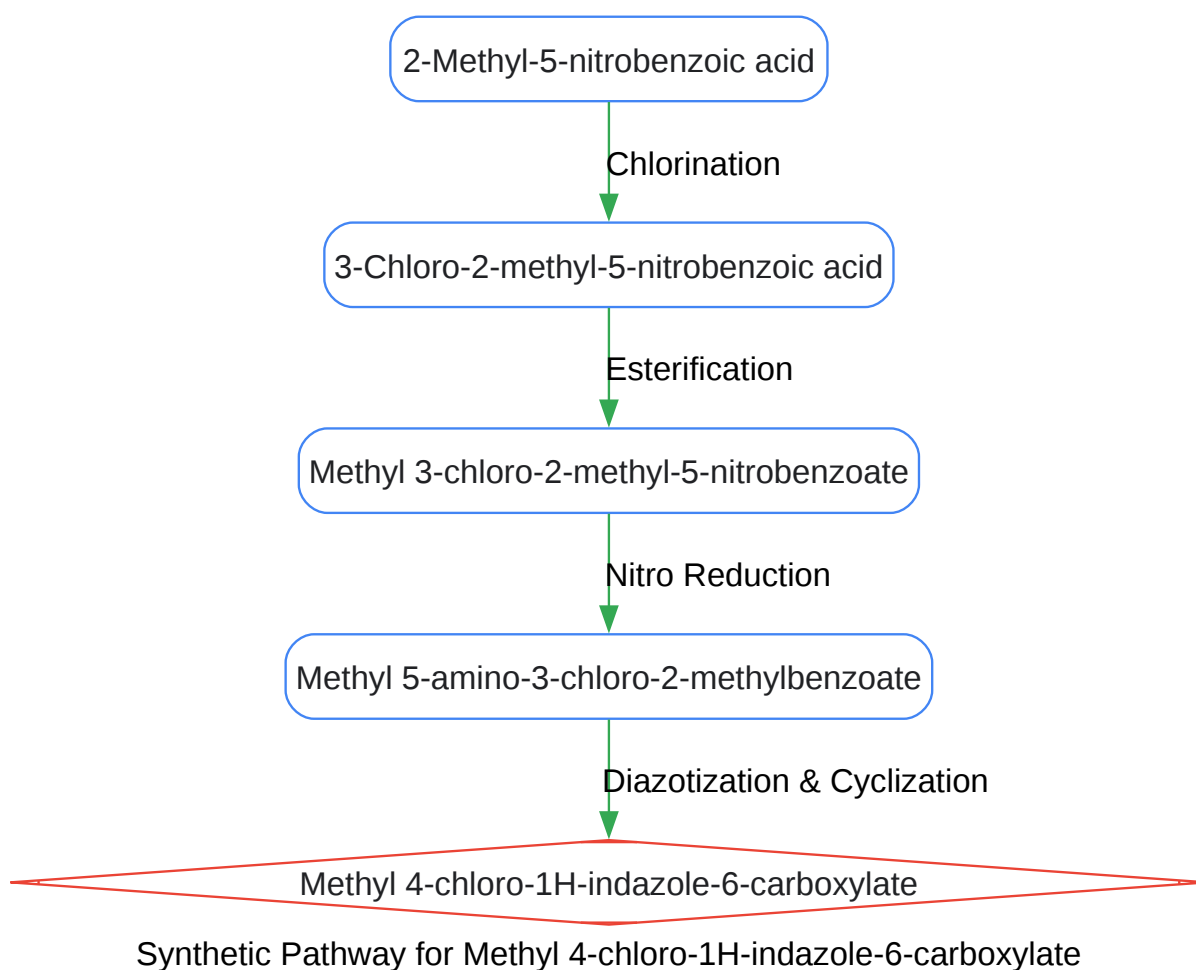 2-Methyl-5-nitrobenzoic acid
Chlorination
3-Chloro-2-methyl-5-nitrobenzoic acid
Esterification
Methyl 3-chloro-2-methyl-5-nitrobenzoate
Nitro Reduction
Methyl 5-amino-3-chloro-2-methylbenzoate
Diazotization & Cyclization
Methyl 4-chloro-1H-indazole-6-carboxylate
Synthetic Pathway for Methyl 4-chloro-1H-indazole-6-carboxylate